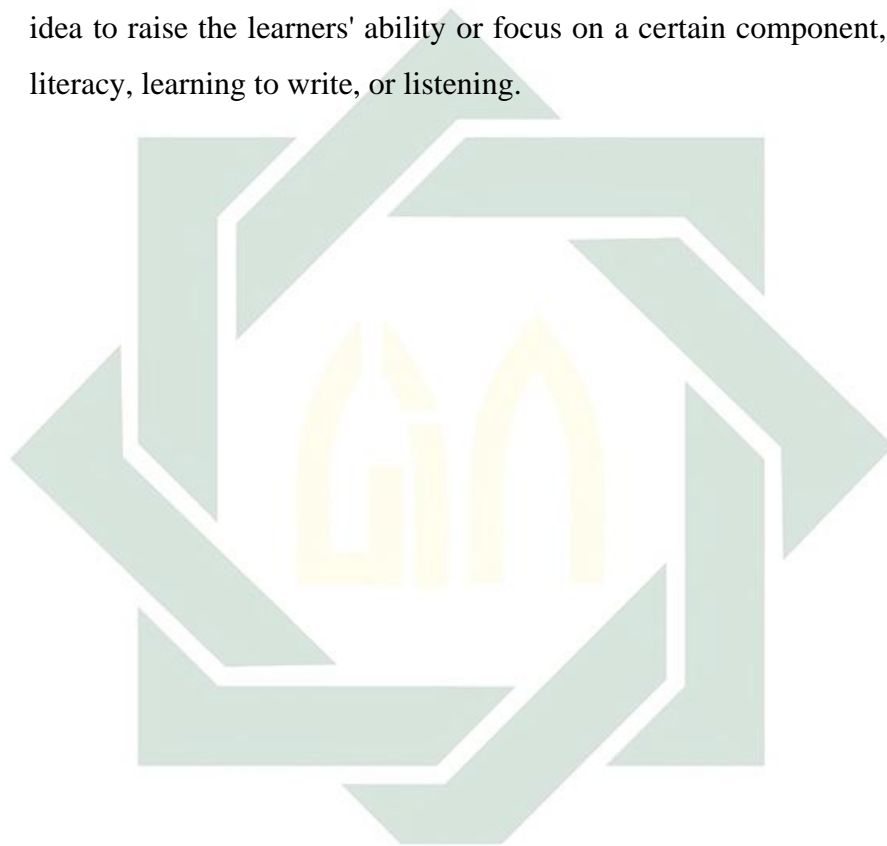 idea to raise the learners' ability or focus on a certain component,
literacy, learning to write, or listening.